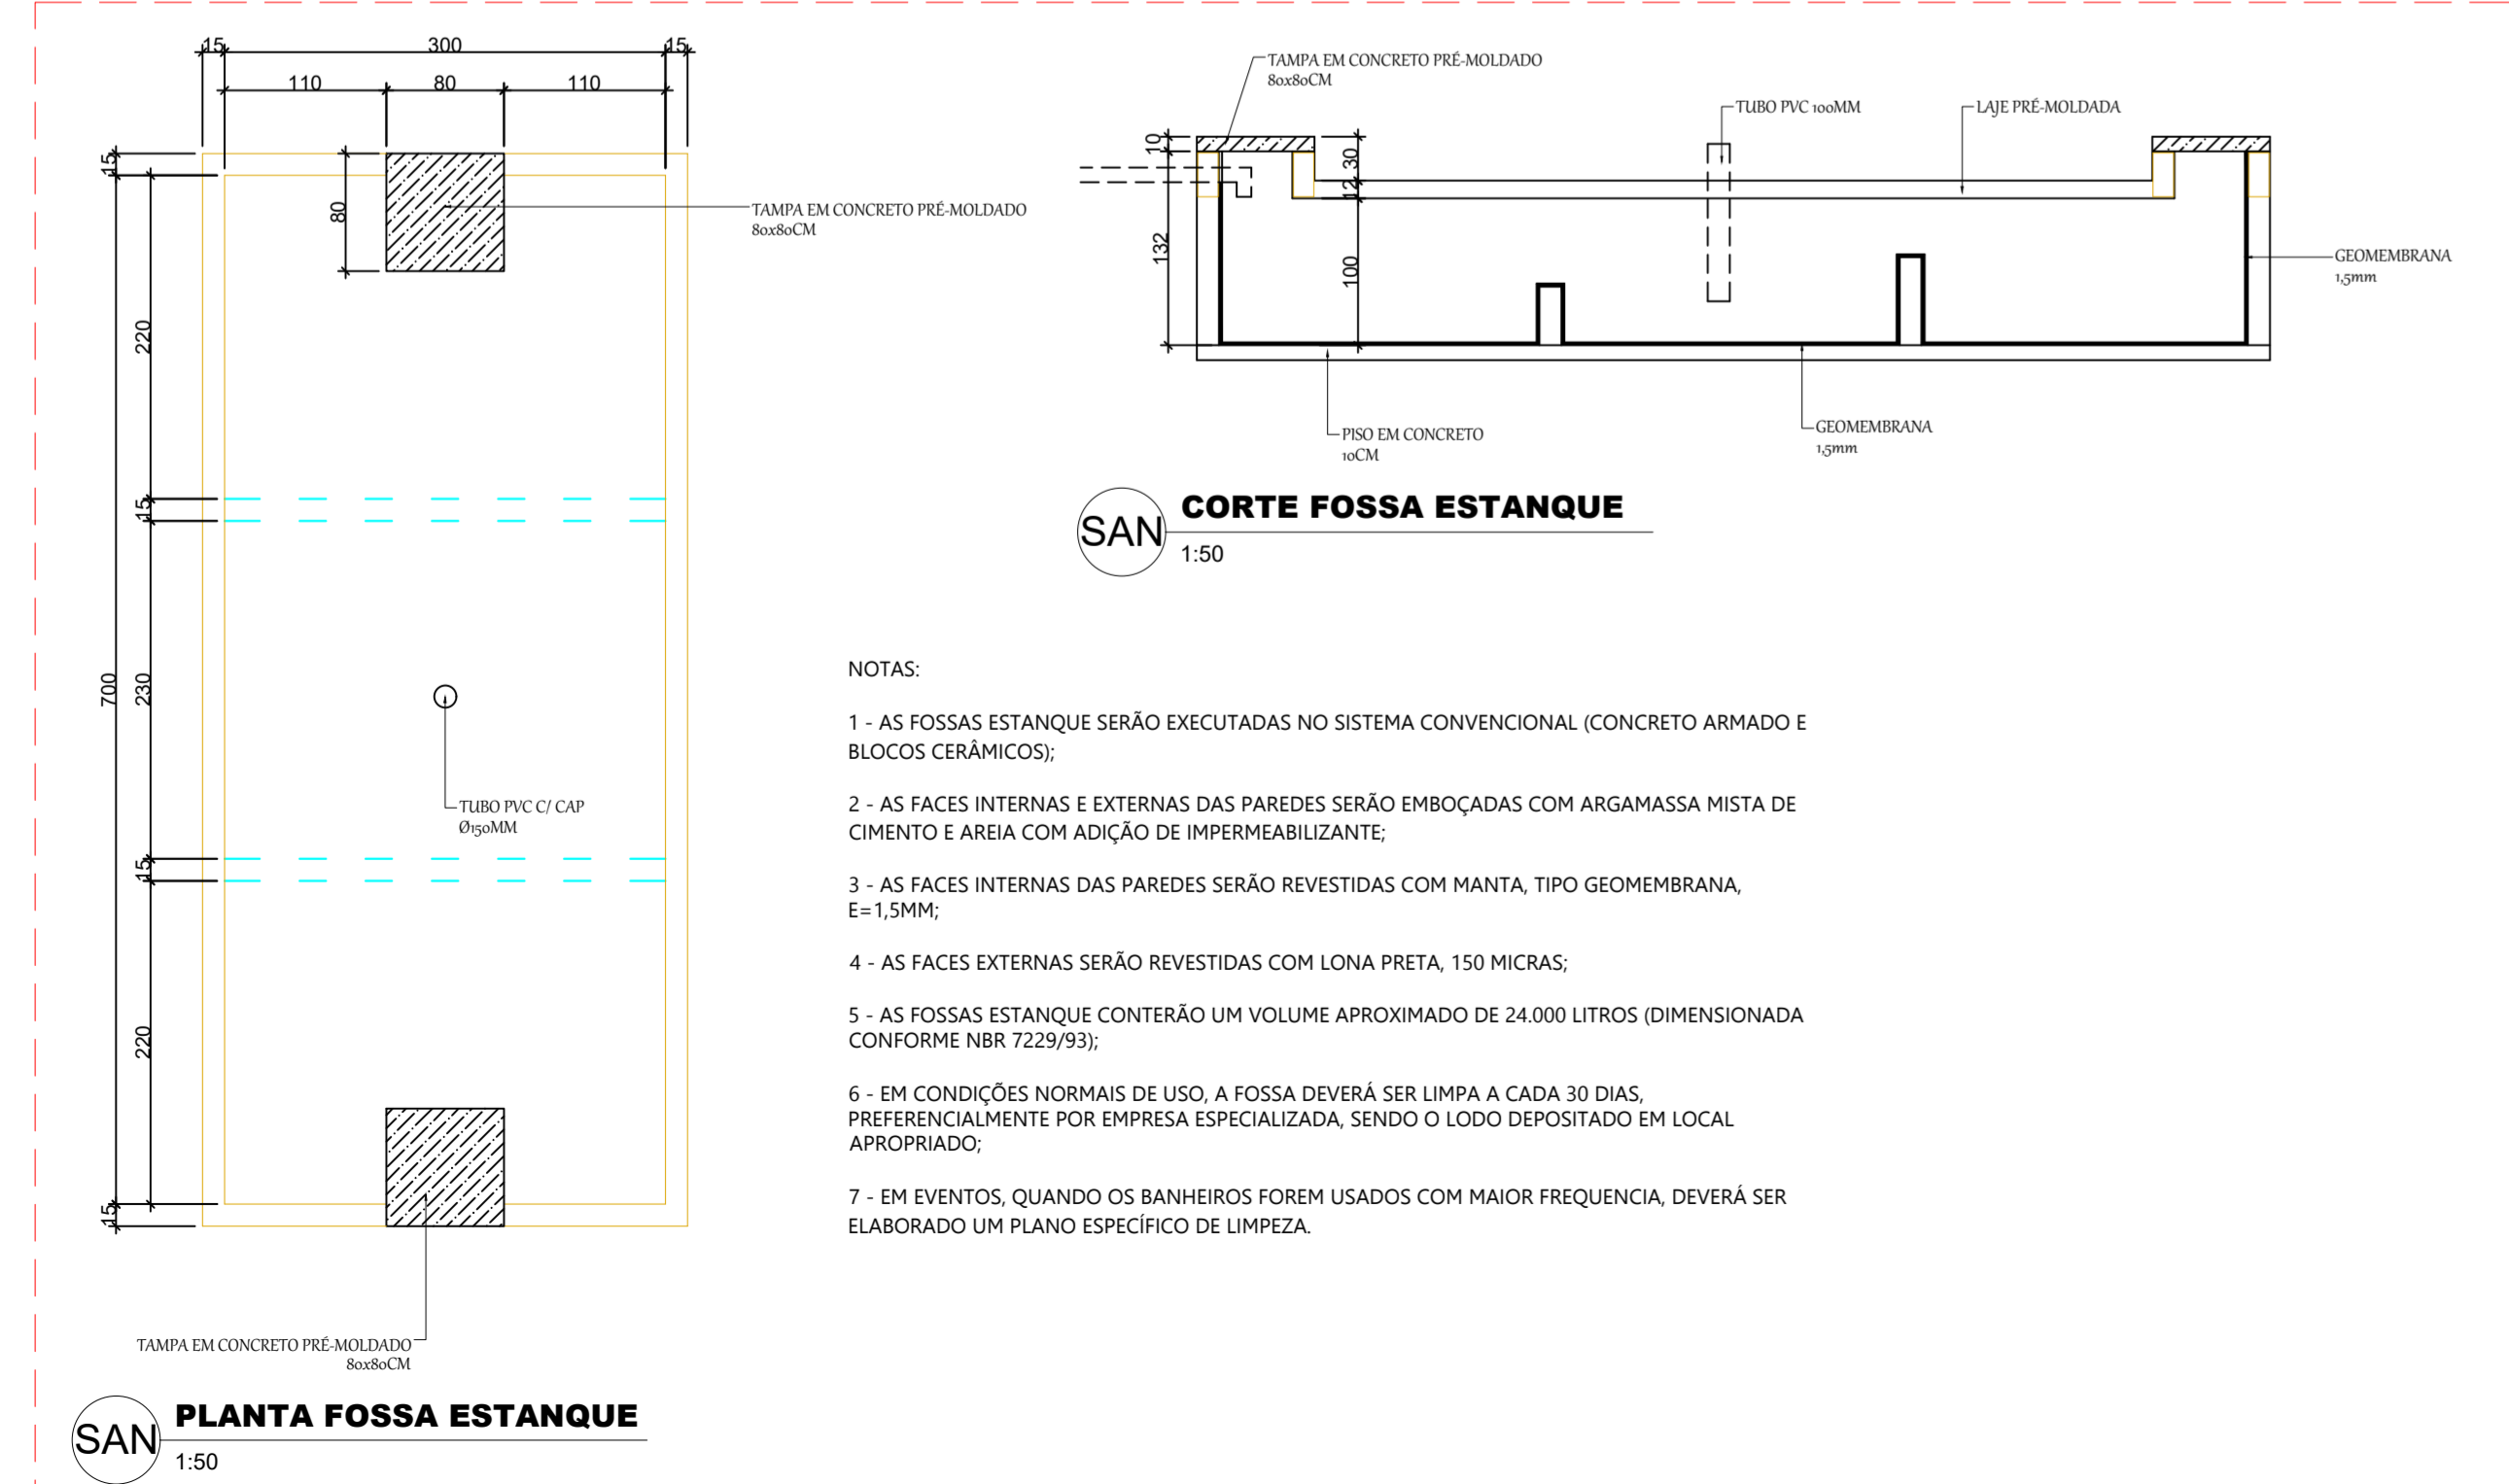 15
300
15
110
80
110
15
80
TAMPA EM CONCRETO PRÉ-MOLDADO
80x80CM
220
15
700
230
TUBO PVC C/ CAP
Ø150MM
15
220
15
TAMPA EM CONCRETO PRÉ-MOLDADO
80x80CM
SAN
PLANTA FOSSA ESTANQUE
1:50
TAMPA EM CONCRETO PRÉ-MOLDADO
80x80CM
TUBO PVC 100MM
LAJE PRÉ-MOLDADA
10
30
12
132
100
GEOMEMBRANA
1,5mm
PISO EM CONCRETO
10CM
GEOMEMBRANA
1,5mm
SAN
CORTE FOSSA ESTANQUE
1:50
NOTAS:
1 - AS FOSSAS ESTANQUE SERÃO EXECUTADAS NO SISTEMA CONVENCIONAL (CONCRETO ARMADO E
BLOCOS CERÂMICOS);
2 - AS FACES INTERNAS E EXTERNAS DAS PAREDES SERÃO EMBOÇADAS COM ARGAMASSA MISTA DE
CIMENTO E AREIA COM ADIÇÃO DE IMPERMEABILIZANTE;
3 - AS FACES INTERNAS DAS PAREDES SERÃO REVESTIDAS COM MANTA, TIPO GEOMEMBRANA,
E=1,5MM;
4 - AS FACES EXTERNAS SERÃO REVESTIDAS COM LONA PRETA, 150 MICRAS;
5 - AS FOSSAS ESTANQUE CONTERÃO UM VOLUME APROXIMADO DE 24.000 LITROS (DIMENSIONADA
CONFORME NBR 7229/93);
6 - EM CONDIÇÕES NORMAIS DE USO, A FOSSA DEVERÁ SER LIMPA A CADA 30 DIAS,
PREFERENCIALMENTE POR EMPRESA ESPECIALIZADA, SENDO O LODO DEPOSITADO EM LOCAL
APROPRIADO;
7 - EM EVENTOS, QUANDO OS BANHEIROS FOREM USADOS COM MAIOR FREQUENCIA, DEVERÁ SER
ELABORADO UM PLANO ESPECÍFICO DE LIMPEZA.